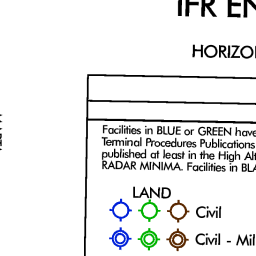 IFR EN
HORIZO
Facilities in BLUE or GREEN have
Terminal Procedures Publications
published at least in the High Alt
RADAR MINIMA. Facilities in BLA
LAND
Civil
Civil - Mil